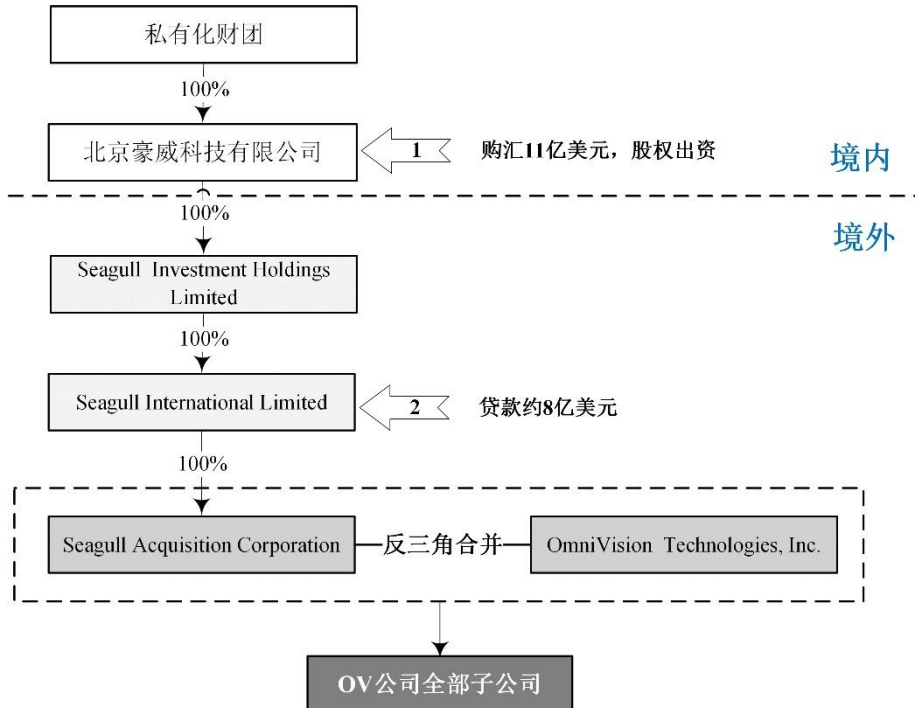 私有化财团
100%
北京豪威科技有限公司
1
购汇11亿美元，股权出资
境内
100%
境外
Seagull Investment Holdings
Limited
100%
Seagull International Limited
2
贷款约8亿美元
100%
Seagull Acquisition Corporation
反三角合并
OmniVision Technologies, Inc.
OV公司全部子公司